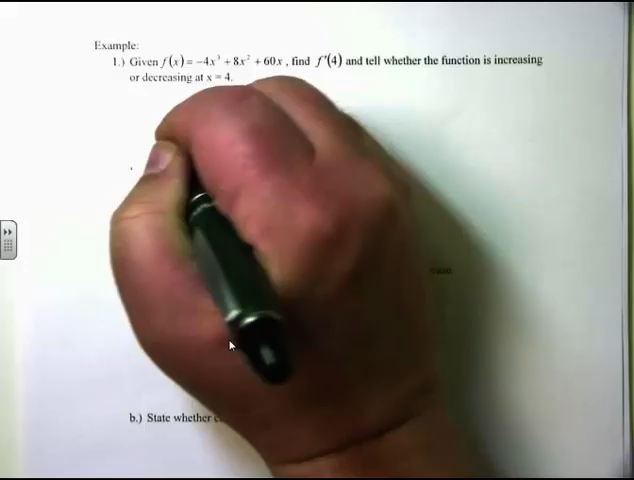 Example:
1.) Given f(x) = -4x³ + 8x² + 60x , find f'(4) and tell whether the function is increasing
or decreasing at x = 4.
b.) State whether